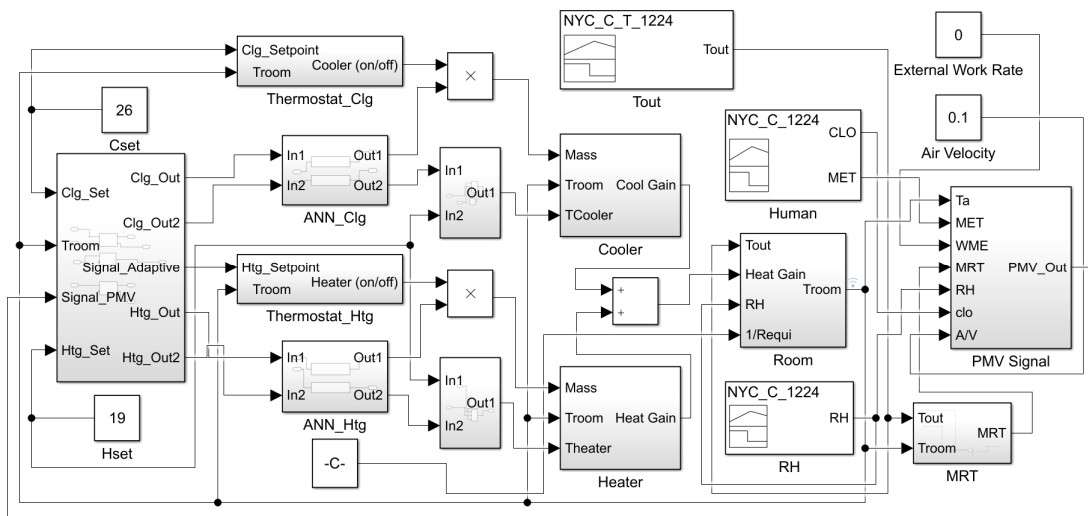 Clg_Setpoint
Troom
Cooler (on/off)
Thermostat_Clg
×
NYC_C_T_1224
Tout
Tout
0
External Work Rate
26
Cset
0.1
Air Velocity
NYC_C_1224
CLO
MET
Human
In1
In2
Out1
Out2
ANN_Clg
In1
In2
Out1
Mass
Troom
TCooler
Cool Gain
Cooler
Clg_Set
Troom
Signal_PMV
Htg_Set
Clg_Out
Clg_Out2
Signal_Adaptive
Htg_Out
Htg_Out2
Htg_Setpoint
Troom
Heater (on/off)
Thermostat_Htg
×
+
+
Tout
Heat Gain
RH
1/Requi
Troom
Room
Ta
MET
WME
MRT
RH
clo
A/V
PMV_Out
PMV Signal
In1
In2
Out1
Out2
ANN_Htg
In1
In2
Out1
Mass
Troom
Theater
Heat Gain
Heater
NYC_C_1224
RH
RH
Tout
Troom
MRT
MRT
19
Hset
-C-